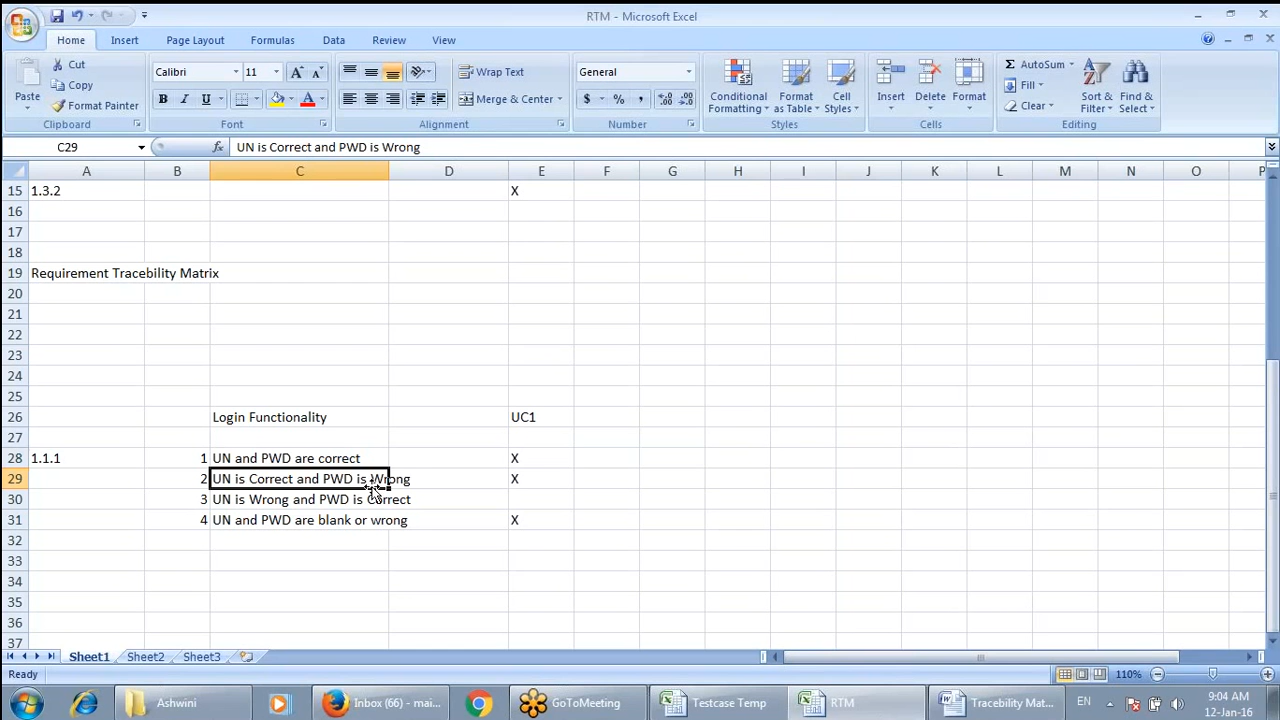 RTM - Microsoft Excel
Home Insert Page Layout Formulas Data Review View
Cut Calibri 11 A A Wrap Text General AutoSum
Copy Fill
Paste Format Painter B I U A Merge & Center $ % , Conditional Formatting Format as Table Cell Styles Insert Delete Format Clear Sort & Filter Find & Select
Clipboard Font Alignment Number Styles Cells Editing
C29 fx UN is Correct and PWD is Wrong
A B C D E F G H I J K L M N O P
15 1.3.2 X
16
17
18
19 Requirement Tracebility Matrix
20
21
22
23
24
25
26 Login Functionality UC1
27
28 1.1.1 1 UN and PWD are correct X
29 2 UN is Correct and PWD is Wrong X
30 3 UN is Wrong and PWD is Correct
31 4 UN and PWD are blank or wrong X
32
33
34
35
36
37
Sheet1 Sheet2 Sheet3
Ready 110%
Ashwini Inbox (66) - mai... GoToMeeting Testcase Temp RTM Tracebility Mat... EN 9:04 AM
12-Jan-16